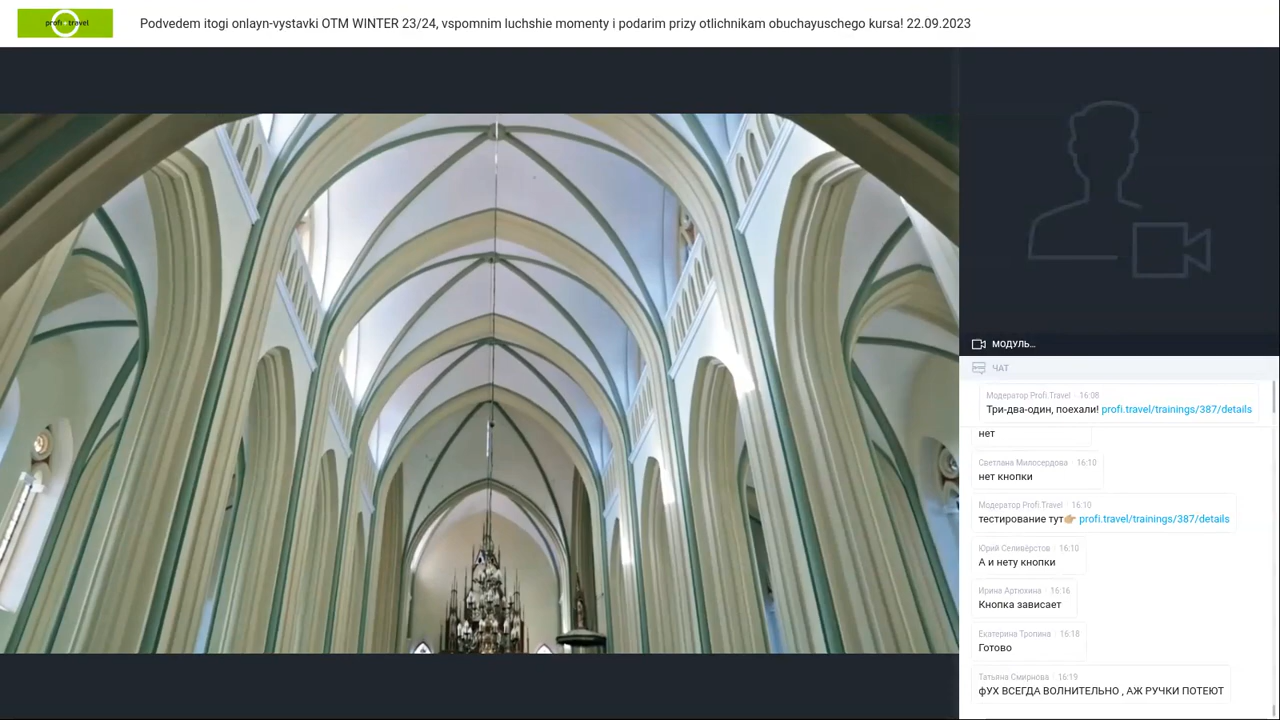 profi travel
Podvedem itogi onlayn-vystavki OTM WINTER 23/24, vspomnim luchshie momenty i podarim prizy otlichnikam obuchayuschego kursa! 22.09.2023
МОДУЛЬ...
ЧАТ
Модератор Profi.Travel · 16:08
Три-два-один, поехали! profi.travel/trainings/387/details
нет
Светлана Милосердова · 16:10
нет кнопки
Модератор Profi.Travel · 16:10
тестирование тут👉🏼 profi.travel/trainings/387/details
Юрий Селиверстов · 16:10
А и нету кнопки
Ирина Артюхина · 16:16
Кнопка зависает
Екатерина Тропина · 16:18
Готово
Татьяна Смирнова · 16:19
фУХ ВСЕГДА ВОЛНИТЕЛЬНО , АЖ РУЧКИ ПОТЕЮТ